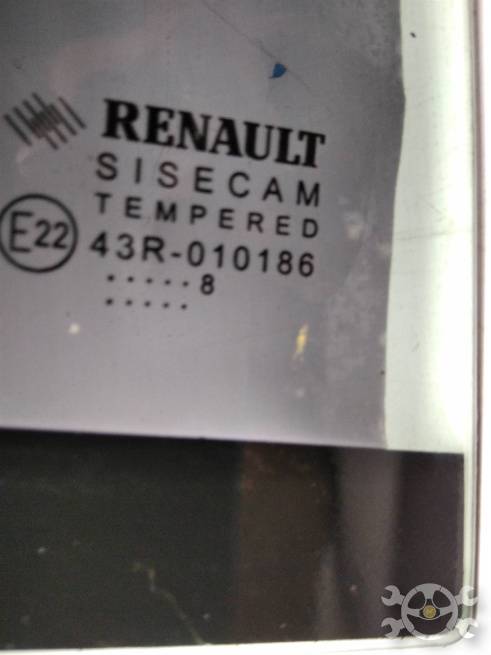 RENAULT
SISECAM
TEMPERED
E22 43R-010186
.....8
.....